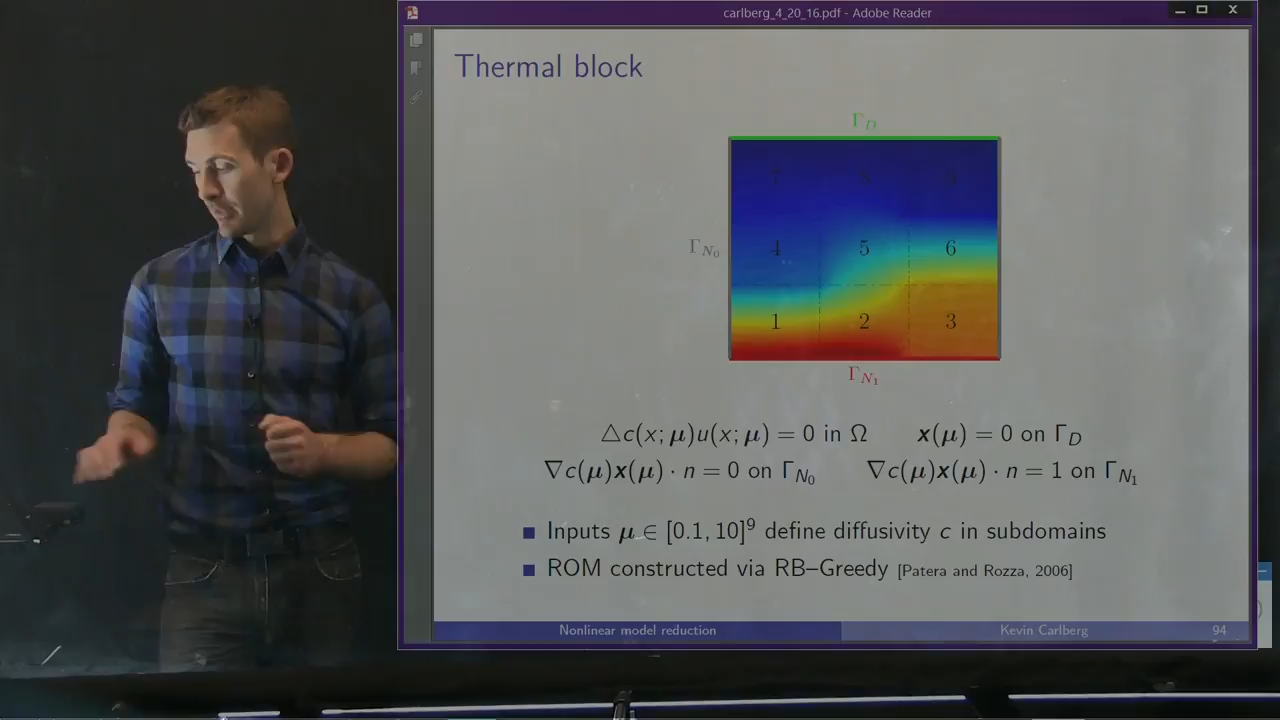 carlberg_4_20_16.pdf - Adobe Reader
Thermal block
Γ_D
7
4 5 6
Γ_{N_0}
1 2 3
Γ_{N_1}
△c(x; μ)u(x; μ) = 0 in Ω x(μ) = 0 on Γ_D
∇c(μ)x(μ) · n = 0 on Γ_{N_0} ∇c(μ)x(μ) · n = 1 on Γ_{N_1}
Inputs μ ∈ [0.1, 10]^9 define diffusivity c in subdomains
ROM constructed via RB–Greedy [Patera and Rozza, 2006]
Nonlinear model reduction Kevin Carlberg 94